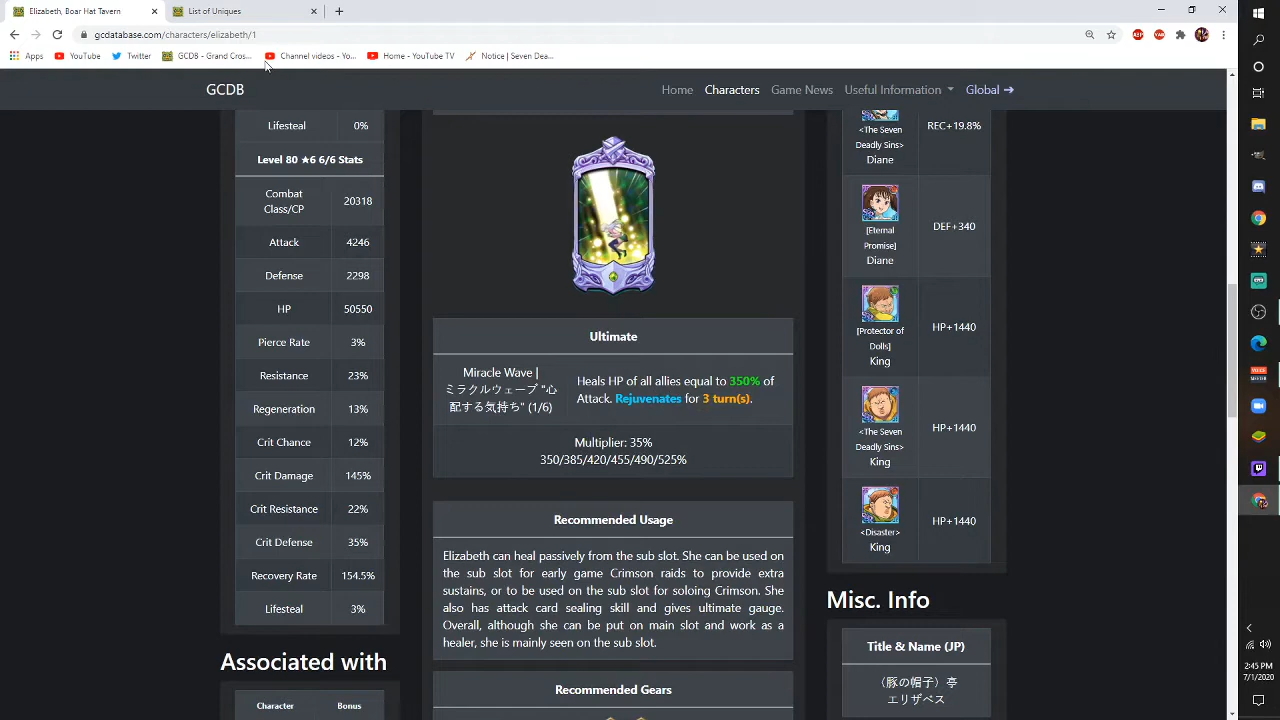 Elizabeth, Boar Hat Tavern
List of Uniques
gcdatabase.com/characters/elizabeth/1
Apps
YouTube
Twitter
GCDB - Grand Cros...
Channel videos - Yo...
Home - YouTube TV
Notice | Seven Dea...
GCDB
Home
Characters
Game News
Useful Information
Global
Lifesteal 0%
Level 80 ★6 6/6 Stats
Combat
Class/CP
20318
Attack 4246
Defense 2298
HP 50550
Pierce Rate 3%
Resistance 23%
Regeneration 13%
Crit Chance 12%
Crit Damage 145%
Crit Resistance 22%
Crit Defense 35%
Recovery Rate 154.5%
Lifesteal 3%
Associated with
Character Bonus
Ultimate
Miracle Wave |
ミラクルウェーブ "心
配する気持ち" (1/6)
Heals HP of all allies equal to 350% of
Attack. Rejuvenates for 3 turn(s).
Multiplier: 35%
350/385/420/455/490/525%
Recommended Usage
Elizabeth can heal passively from the sub slot. She can be used on
the sub slot for early game Crimson raids to provide extra
sustains, or to be used on the sub slot for soloing Crimson. She
also has attack card sealing skill and gives ultimate gauge.
Overall, although she can be put on main slot and work as a
healer, she is mainly seen on the sub slot.
Recommended Gears
<The Seven
Deadly Sins>
Diane
REC+19.8%
[Eternal
Promise]
Diane
DEF+340
[Protector of
Dolls]
King
HP+1440
<The Seven
Deadly Sins>
King
HP+1440
<Disaster>
King
HP+1440
Misc. Info
Title & Name (JP)
〈豚の帽子〉亭
エリザベス
2:45 PM
7/1/2020